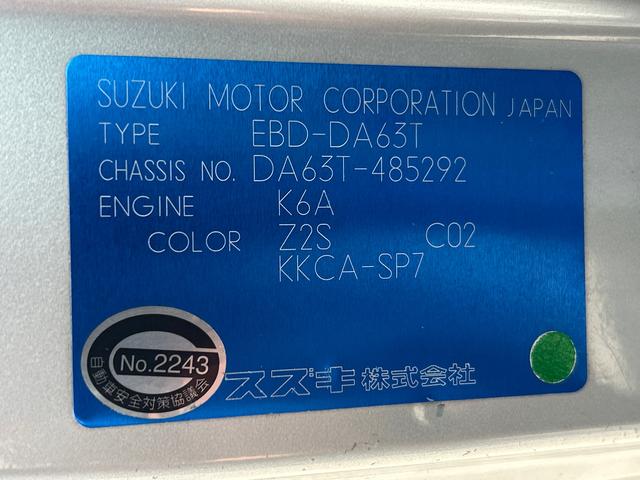 SUZUKI MOTOR CORPORATION JAPAN
TYPE EBD-DA63T
CHASSIS NO. DA63T-485292
ENGINE K6A
COLOR Z2S C02
KKCA-SP7
No.2243
自動車安全対策協議会
スズキ株式会社